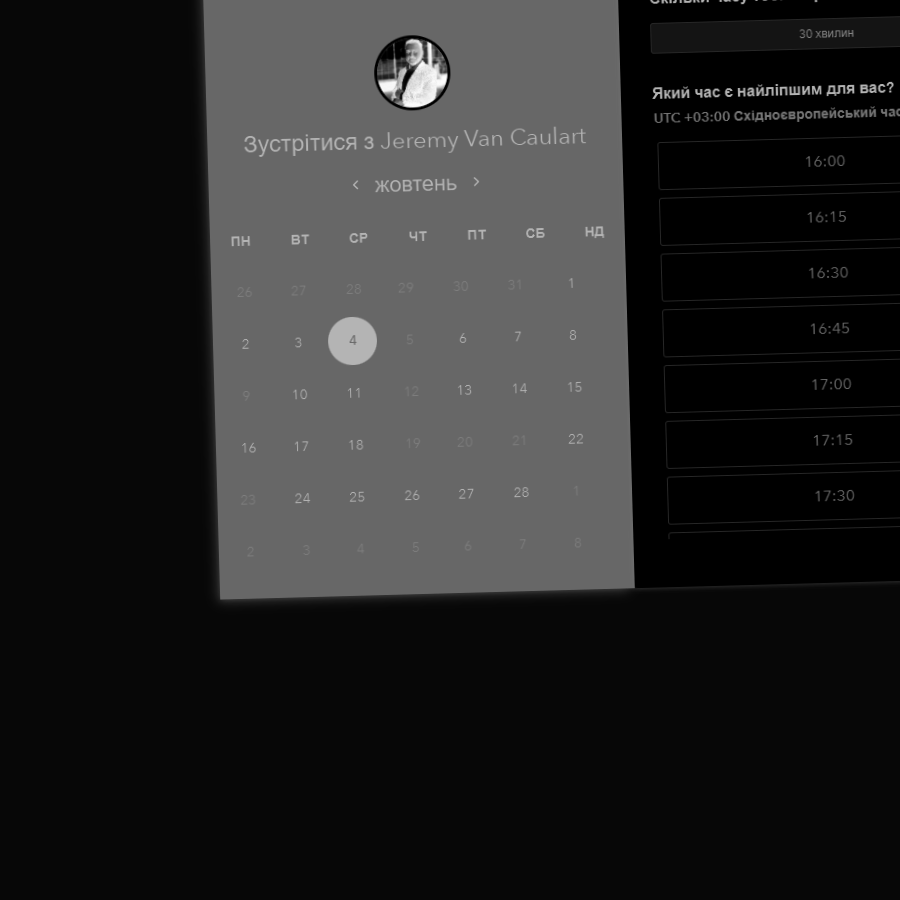 Зустрітися з Jeremy Van Caulart
‹ жовтень ›
ПН ВТ СР ЧТ ПТ СБ НД
26 27 28 29 30 31 1
2 3 4 5 6 7 8
9 10 11 12 13 14 15
16 17 18 19 20 21 22
23 24 25 26 27 28 1
2 3 4 5 6 7 8
30 хвилин
Який час є найліпшим для вас?
UTC +03:00 Східноєвропейський
16:00
16:15
16:30
16:45
17:00
17:15
17:30